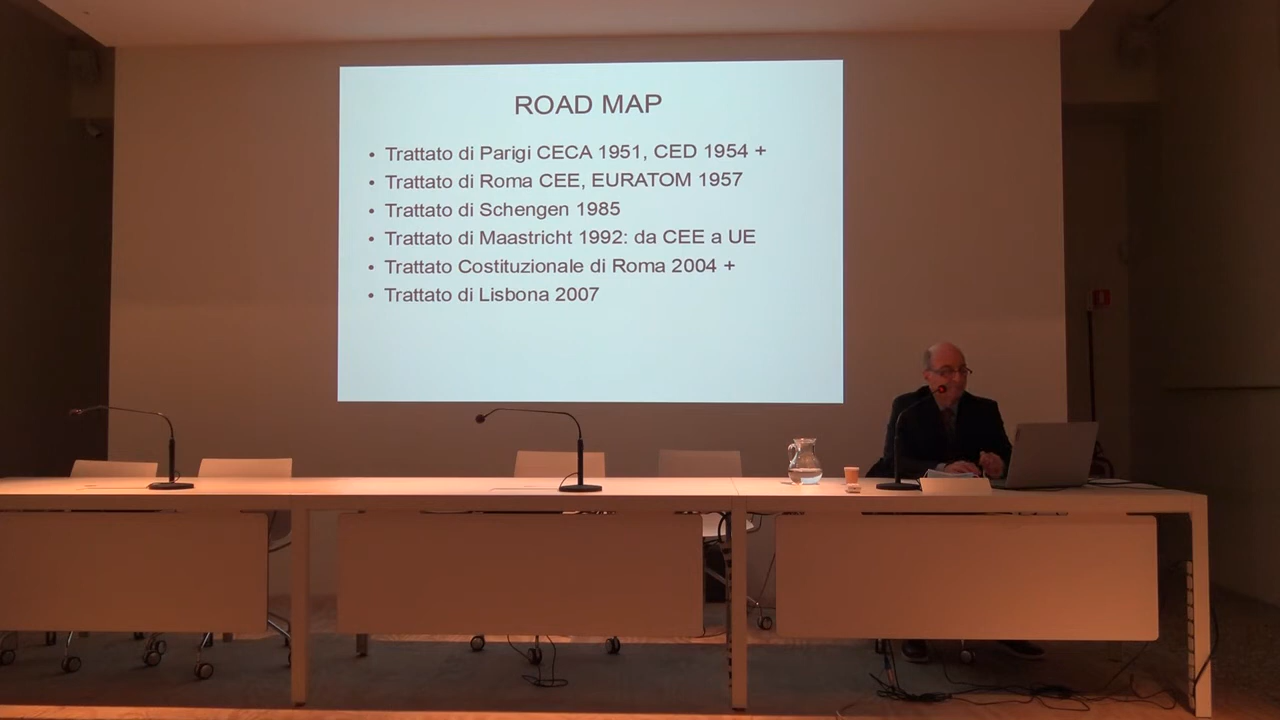 ROAD MAP
• Trattato di Parigi CECA 1951, CED 1954 +
• Trattato di Roma CEE, EURATOM 1957
• Trattato di Schengen 1985
• Trattato di Maastricht 1992: da CEE a UE
• Trattato Costituzionale di Roma 2004 +
• Trattato di Lisbona 2007